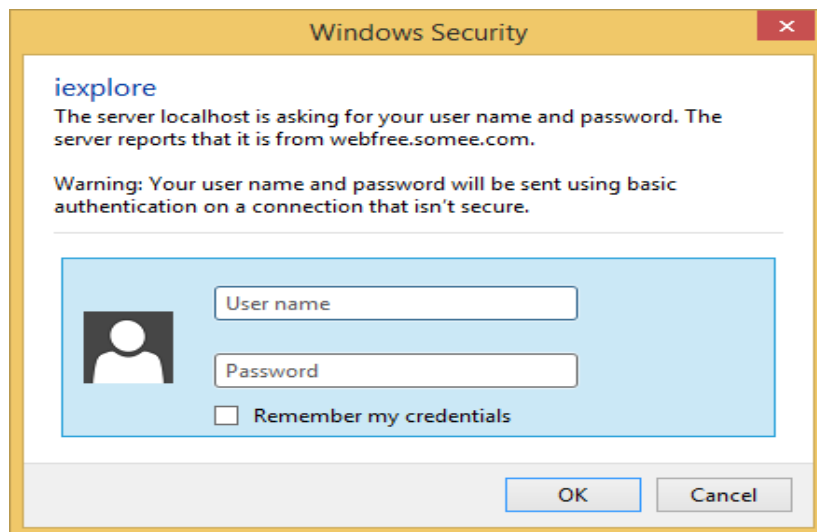 Windows Security
iexplore
The server localhost is asking for your user name and password. The
server reports that it is from webfree.somee.com.
Warning: Your user name and password will be sent using basic
authentication on a connection that isn't secure.
User name
Password
Remember my credentials
OK
Cancel